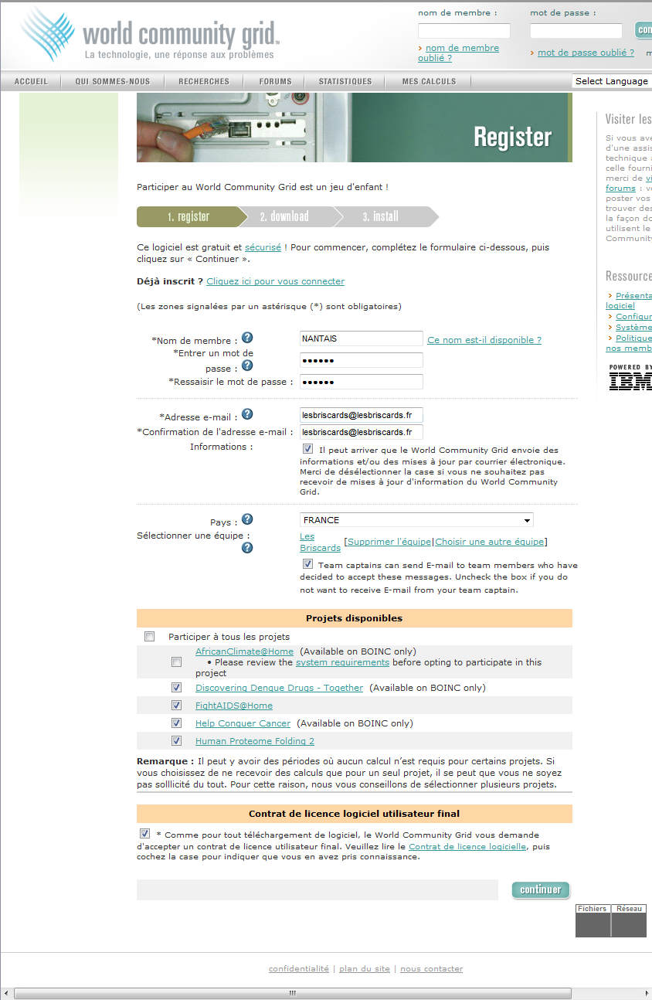 world community grid™
La technologie, une réponse aux problèmes
nom de membre :
mot de passe :
› nom de membre
oublié ?
› mot de passe oublié ?
ACCUEIL
QUI SOMMES-NOUS
RECHERCHES
FORUMS
STATISTIQUES
MES CALCULS
Select Language
Register
Participer au World Community Grid est un jeu d'enfant !
1. register
2. download
3. install
Ce logiciel est gratuit et sécurisé ! Pour commencer, complétez le formulaire ci-dessous, puis
cliquez sur « Continuer ».
Déjà inscrit ? Cliquez ici pour vous connecter
(Les zones signalées par un astérisque (*) sont obligatoires)
*Nom de membre : ? NANTAIS Ce nom est-il disponible ?
*Entrer un mot de
passe : ? ••••••
*Ressaisir le mot de passe : ••••••
*Adresse e-mail : ? lesbriscards@lesbriscards.fr
*Confirmation de l'adresse e-mail : lesbriscards@lesbriscards.fr
Informations :
Il peut arriver que le World Community Grid envoie des
informations et/ou des mises à jour par courrier électronique.
Merci de désélectionner la case si vous ne souhaitez pas
recevoir de mises à jour d'information du World Community
Grid.
Pays : ? FRANCE
Sélectionner une équipe :
?
Les
Briscards
[Supprimer l'équipe|Choisir une autre équipe]
Team captains can send E-mail to team members who have
decided to accept these messages. Uncheck the box if you do
not want to receive E-mail from your team captain.
Projets disponibles
Participer à tous les projets
AfricanClimate@Home (Available on BOINC only)
• Please review the system requirements before opting to participate in this
project
Discovering Dengue Drugs - Together (Available on BOINC only)
FightAIDS@Home
Help Conquer Cancer (Available on BOINC only)
Human Proteome Folding 2
Remarque : Il peut y avoir des périodes où aucun calcul n’est requis pour certains projets. Si
vous choisissez de ne recevoir des calculs que pour un seul projet, il se peut que vous ne soyez
pas solllicité du tout. Pour cette raison, nous vous conseillons de sélectionner plusieurs projets.
Contrat de licence logiciel utilisateur final
* Comme pour tout téléchargement de logiciel, le World Community Grid vous demande
d'accepter un contrat de licence utilisateur final. Veuillez lire le Contrat de licence logicielle, puis
cochez la case pour indiquer que vous en avez pris connaissance.
continuer
Visiter les
Si vous
technique
merci de
forums :
poster vos
trouver
la façon
utilisent le
› 
logiciel
› 
› 
› Politique
nos
POWERED BY
IBM
Fichiers
Réseau
confidentialité | plan du site | nous contacter